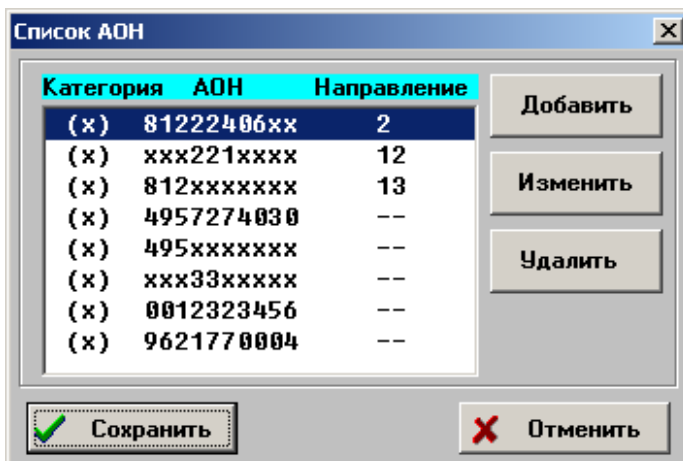 Список АОН
Категория АОН Направление
(x) 81222406xx 2
(x) xxx221xxxx 12
(x) 812xxxxxxx 13
(x) 4957274030 --
(x) 495xxxxxxx --
(x) xxx33xxxxx --
(x) 0012323456 --
(x) 9621770004 --
Добавить
Изменить
Удалить
Сохранить
Отменить